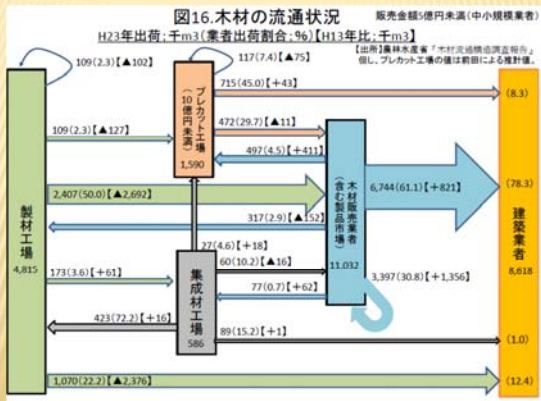 図16.木材の流通状況
販売金額5億円未満(中小規模業者)
H23年出荷:千m3(業者出荷割合:%)【H13年比:千m3】
【出所】農林水産省「木材流通構造調査報告」
但し、プレカット工場の値は前田による推計値。
109(2.3)【▲102】
117(7.4)【▲75】
715(45.0)【+43】
(8.3)
プレカット工場
(10億円未満)
1,590
472(29.7)【▲11】
109(2.3)【▲127】
497(4.5)【+411】
2,407(50.0)【▲2,692】
6,744(61.1)【+821】
(78.3)
木材販売業者
(含む製品市場)
11.032
317(2.9)【▲152】
製材工場
4,815
建築業者
8,618
27(4.6)【+18】
60(10.2)【▲16】
173(3.6)【+61】
集成材工場
586
77(0.7)【+62】
3,397(30.8)【+1,356】
423(72.2)【+16】
89(15.2)【+1】
(1.0)
1,070(22.2)【▲2,376】
(12.4)